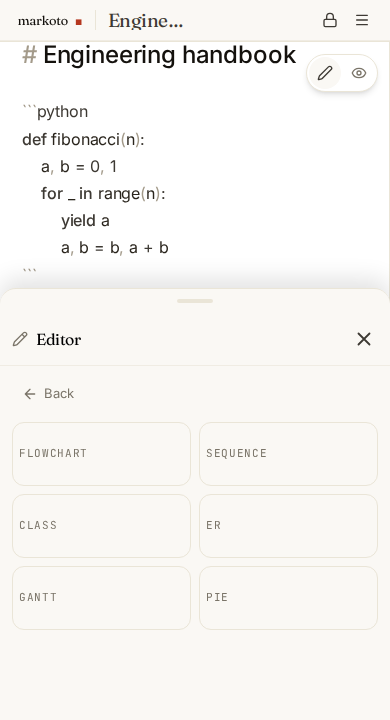 markoto
Engine...
# Engineering handbook
```python
def fibonacci(n):
    a, b = 0, 1
    for _ in range(n):
        yield a
        a, b = b, a + b
```
Editor
Back
FLOWCHART
SEQUENCE
CLASS
ER
GANTT
PIE